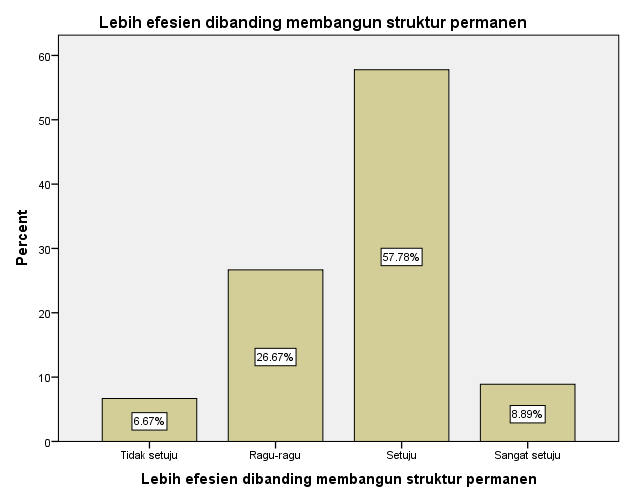 Lebih efesien dibanding membangun struktur permanen
Percent
60
50
40
30
20
10
0
6.67%
26.67%
57.78%
8.89%
Tidak setuju
Ragu-ragu
Setuju
Sangat setuju
Lebih efesien dibanding membangun struktur permanen